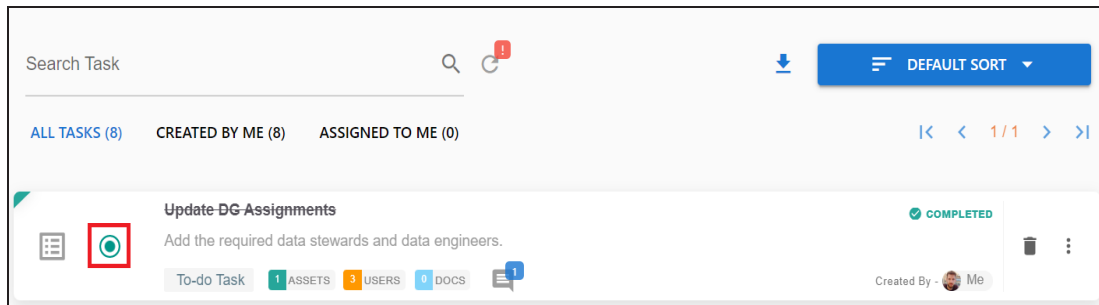 Search Task
!
DEFAULT SORT
ALL TASKS (8) CREATED BY ME (8) ASSIGNED TO ME (0) 1 / 1
Update DG Assignments
COMPLETED
Add the required data stewards and data engineers.
To-do Task 1 ASSETS 3 USERS 0 DOCS 1
Created By - Me